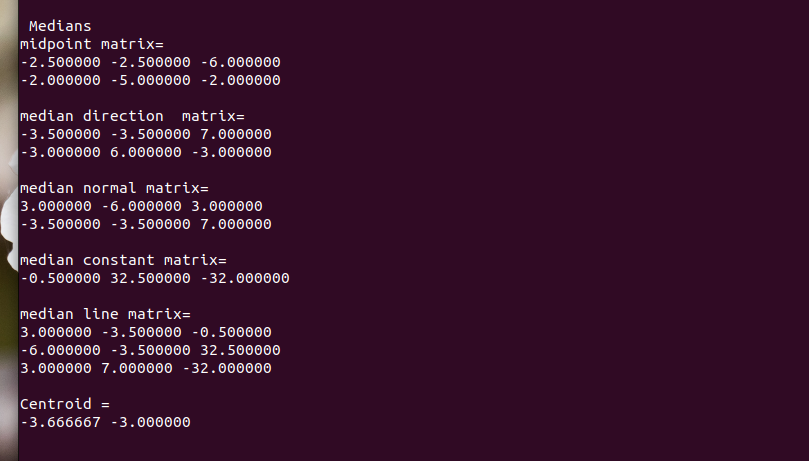 Medians
midpoint matrix=
-2.500000 -2.500000 -6.000000
-2.000000 -5.000000 -2.000000
median direction  matrix=
-3.500000 -3.500000 7.000000
-3.000000 6.000000 -3.000000
median normal matrix=
3.000000 -6.000000 3.000000
-3.500000 -3.500000 7.000000
median constant matrix=
-0.500000 32.500000 -32.000000
median line matrix=
3.000000 -3.500000 -0.500000
-6.000000 -3.500000 32.500000
3.000000 7.000000 -32.000000
Centroid =
-3.666667 -3.000000